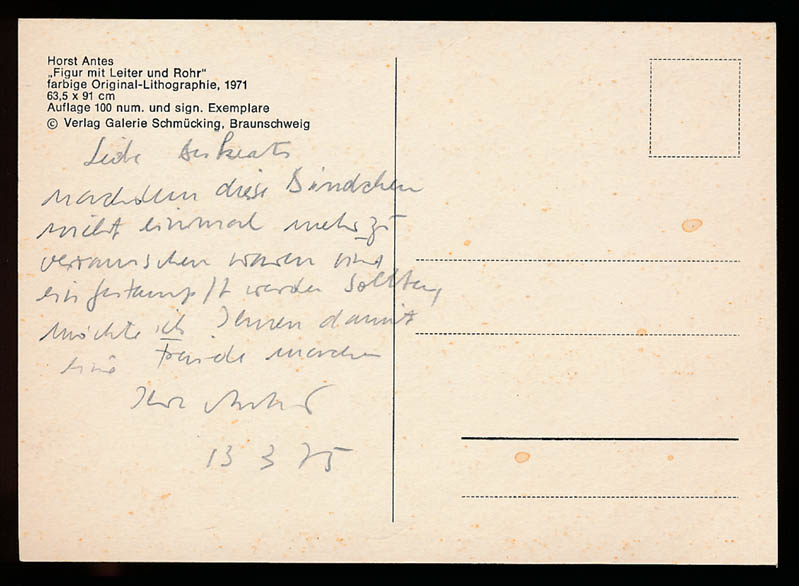 Horst Antes
„Figur mit Leiter und Rohr"
farbige Original-Lithographie, 1971
63,5 x 91 cm
Auflage 100 num. und sign. Exemplare
© Verlag Galerie Schmücking, Braunschweig
nachdem diese Bändchen
nicht einmal mehr zu
verramschen waren und
eingestampft werden sollten,
möchte ich Ihnen damit
eine Freude machen
Ihr
13 3 75